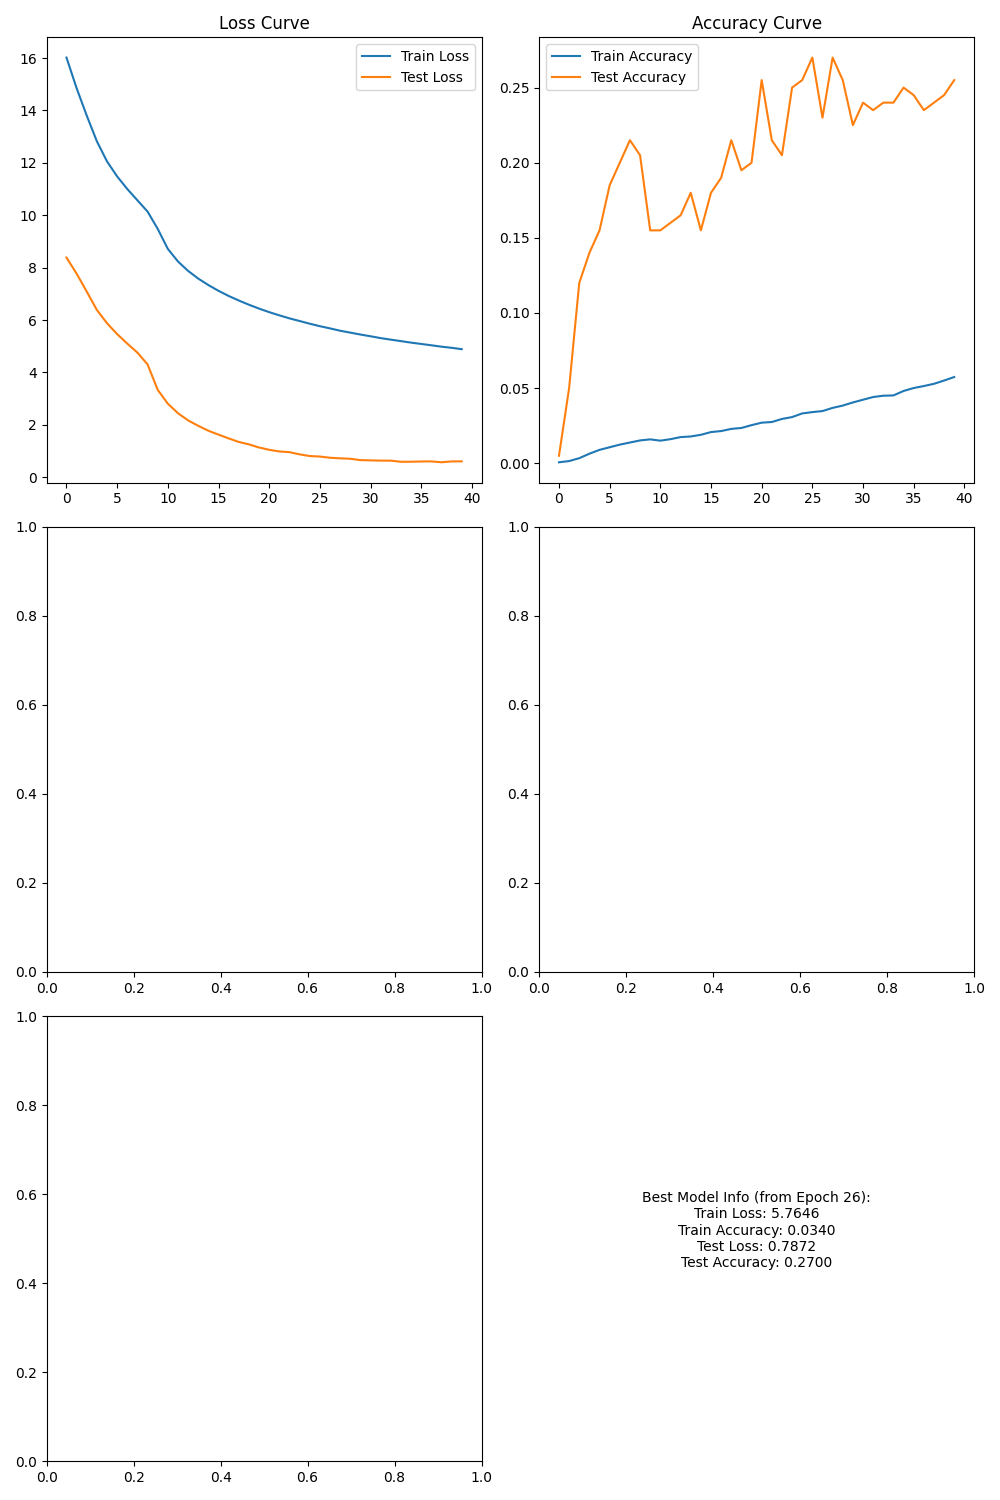 Loss Curve
Train Loss
Test Loss
16
14
12
10
8
6
4
2
0
0 5 10 15 20 25 30 35 40
Accuracy Curve
Train Accuracy
Test Accuracy
0.25
0.20
0.15
0.10
0.05
0.00
0 5 10 15 20 25 30 35 40
1.0
0.8
0.6
0.4
0.2
0.0
0.0 0.2 0.4 0.6 0.8 1.0
1.0
0.8
0.6
0.4
0.2
0.0
0.0 0.2 0.4 0.6 0.8 1.0
1.0
0.8
0.6
0.4
0.2
0.0
0.0 0.2 0.4 0.6 0.8 1.0
Best Model Info (from Epoch 26):
Train Loss: 5.7646
Train Accuracy: 0.0340
Test Loss: 0.7872
Test Accuracy: 0.2700